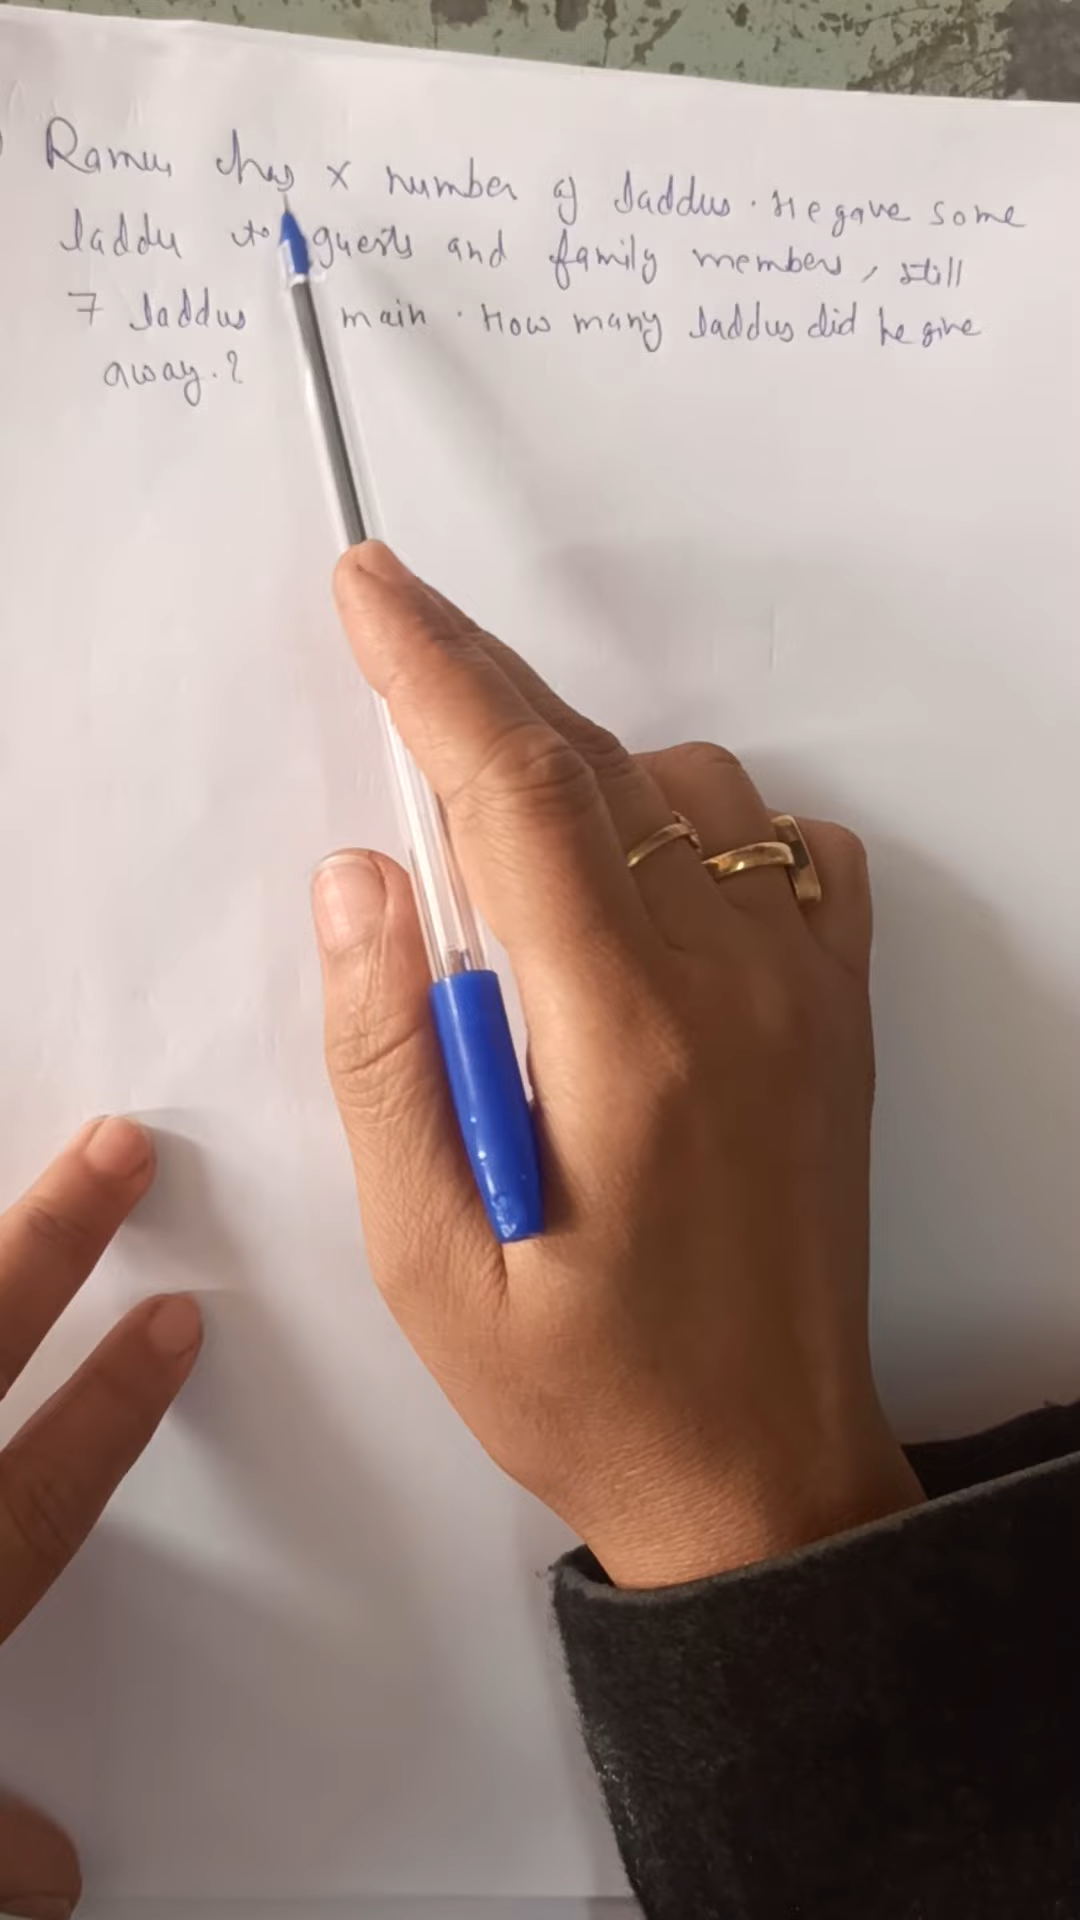 Ramu has x number of laddus. He gave some
laddu to guests and family members, still
7 laddus main. How many laddus did he give
away.?